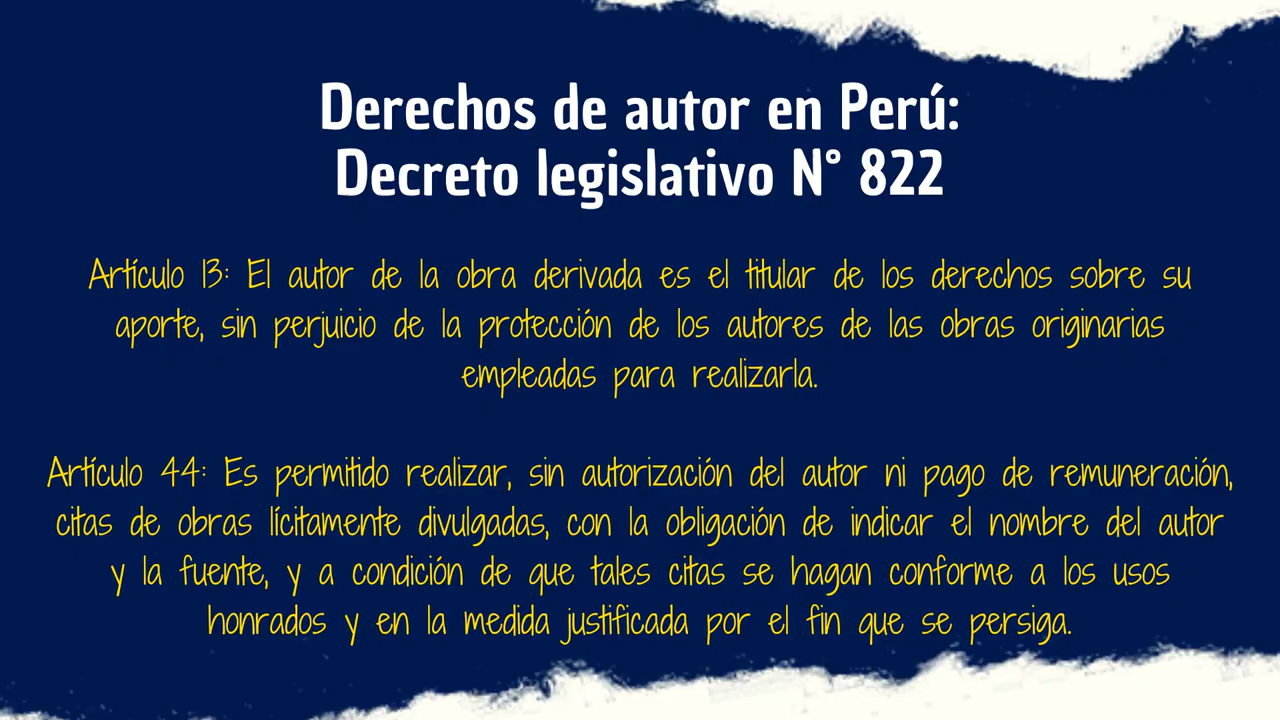 Derechos de autor en Perú:
Decreto legislativo N° 822
Artículo 13: El autor de la obra derivada es el titular de los derechos sobre su
aporte, sin perjuicio de la protección de los autores de las obras originarias
empleadas para realizarla.
Artículo 44: Es permitido realizar, sin autorización del autor ni pago de remuneración,
citas de obras lícitamente divulgadas, con la obligación de indicar el nombre del autor
y la fuente, y a condición de que tales citas se hagan conforme a los usos
honrados y en la medida justificada por el fin que se persiga.